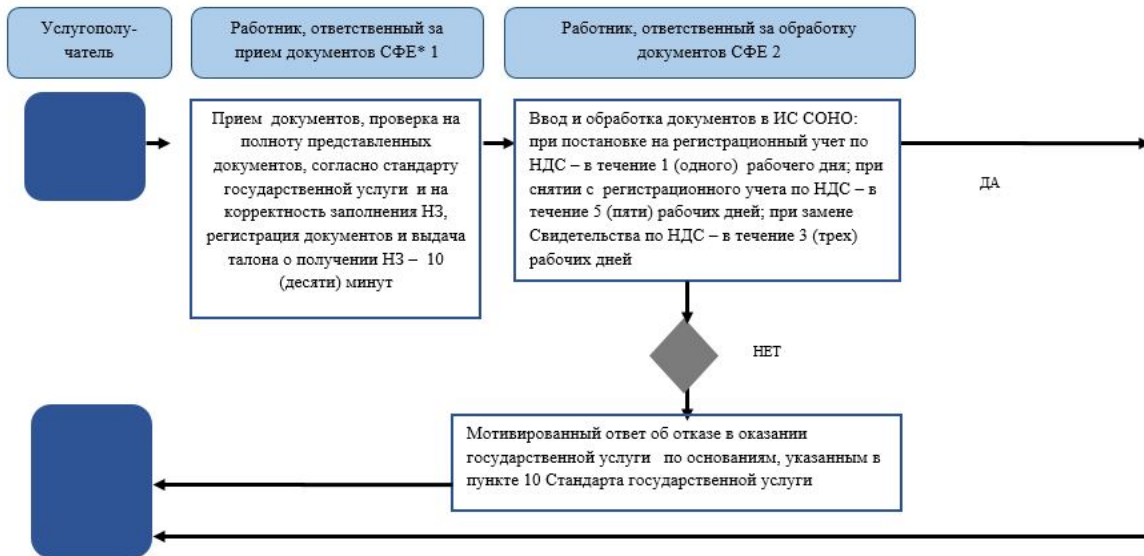 Услугополу-
чатель
Работник, ответственный за
прием документов СФЕ* 1
Работник, ответственный за обработку
документов СФЕ 2
Прием документов, проверка на
полноту представленных
документов, согласно стандарту
государственной услуги и на
корректность заполнения НЗ,
регистрация документов и выдача
талона о получении НЗ – 10
(десяти) минут
Ввод и обработка документов в ИС СОНО:
при постановке на регистрационный учет по
НДС – в течение 1 (одного) рабочего дня; при
снятии с регистрационного учета по НДС – в
течение 5 (пяти) рабочих дней; при замене
Свидетельства по НДС – в течение 3 (трех)
рабочих дней
ДА
НЕТ
Мотивированный ответ об отказе в оказании
государственной услуги по основаниям, указанным в
пункте 10 Стандарта государственной услуги